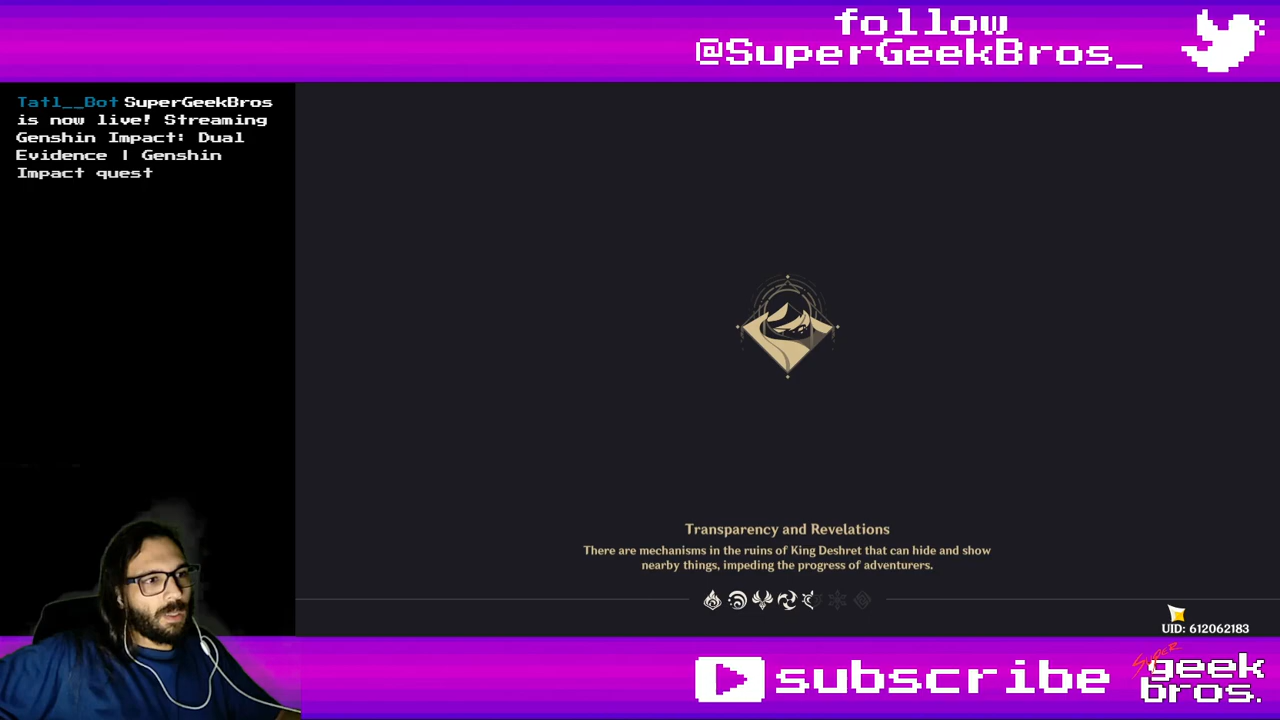 follow
@SuperGeekBros_
Tatl__Bot SuperGeekBros
is now live! Streaming
Genshin Impact: Dual
Evidence | Genshin
Impact quest
Transparency and Revelations
There are mechanisms in the ruins of King Deshret that can hide and show
nearby things, impeding the progress of adventurers.
UID: 612062183
subscribe
super
geek
bros.